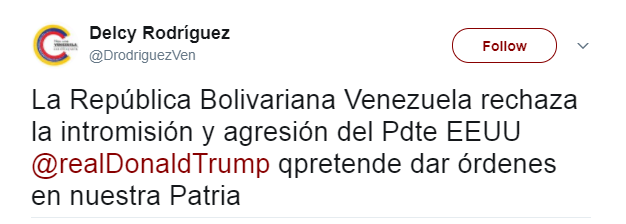 Delcy Rodríguez
@DrodriguezVen
Follow
La República Bolivariana Venezuela rechaza
la intromisión y agresión del Pdte EEUU
@realDonaldTrump qpretende dar órdenes
en nuestra Patria